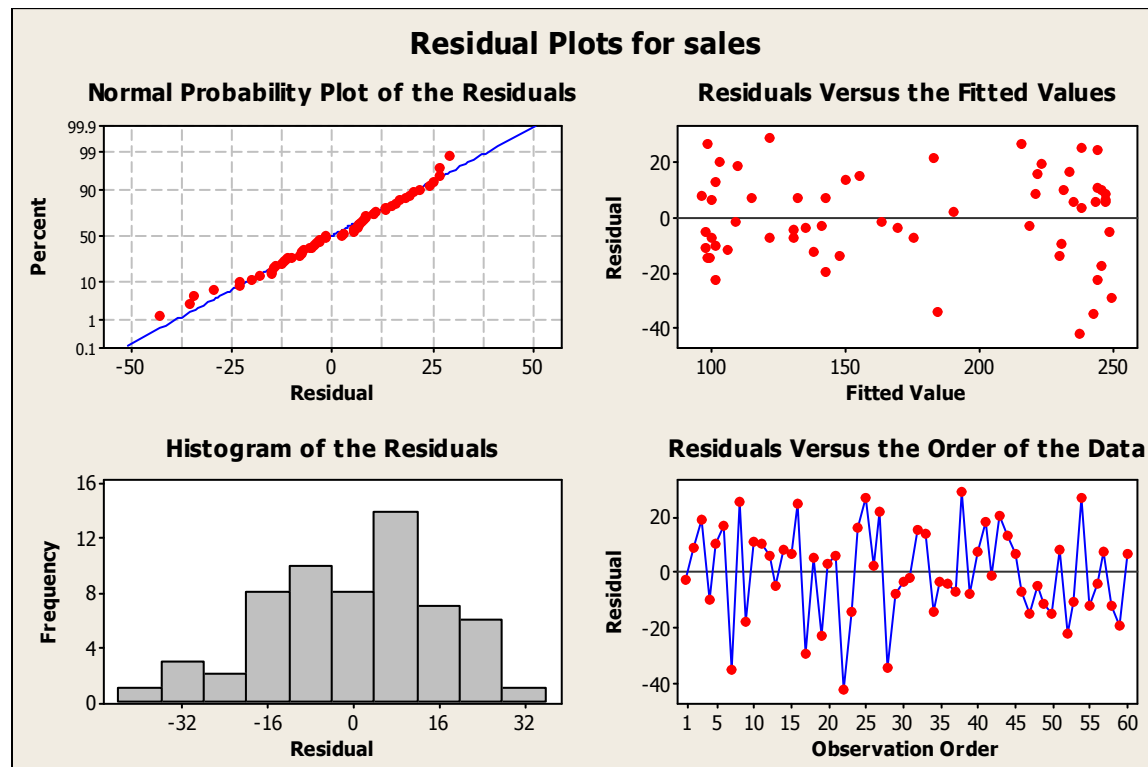 Residual Plots for sales
Normal Probability Plot of the Residuals
99.9
99
90
50
10
1
0.1
Percent
-50 -25 0 25 50
Residual
Residuals Versus the Fitted Values
20
0
-20
-40
Residual
100 150 200 250
Fitted Value
Histogram of the Residuals
16
12
8
4
0
Frequency
-32 -16 0 16 32
Residual
Residuals Versus the Order of the Data
20
0
-20
-40
Residual
1 5 10 15 20 25 30 35 40 45 50 55 60
Observation Order